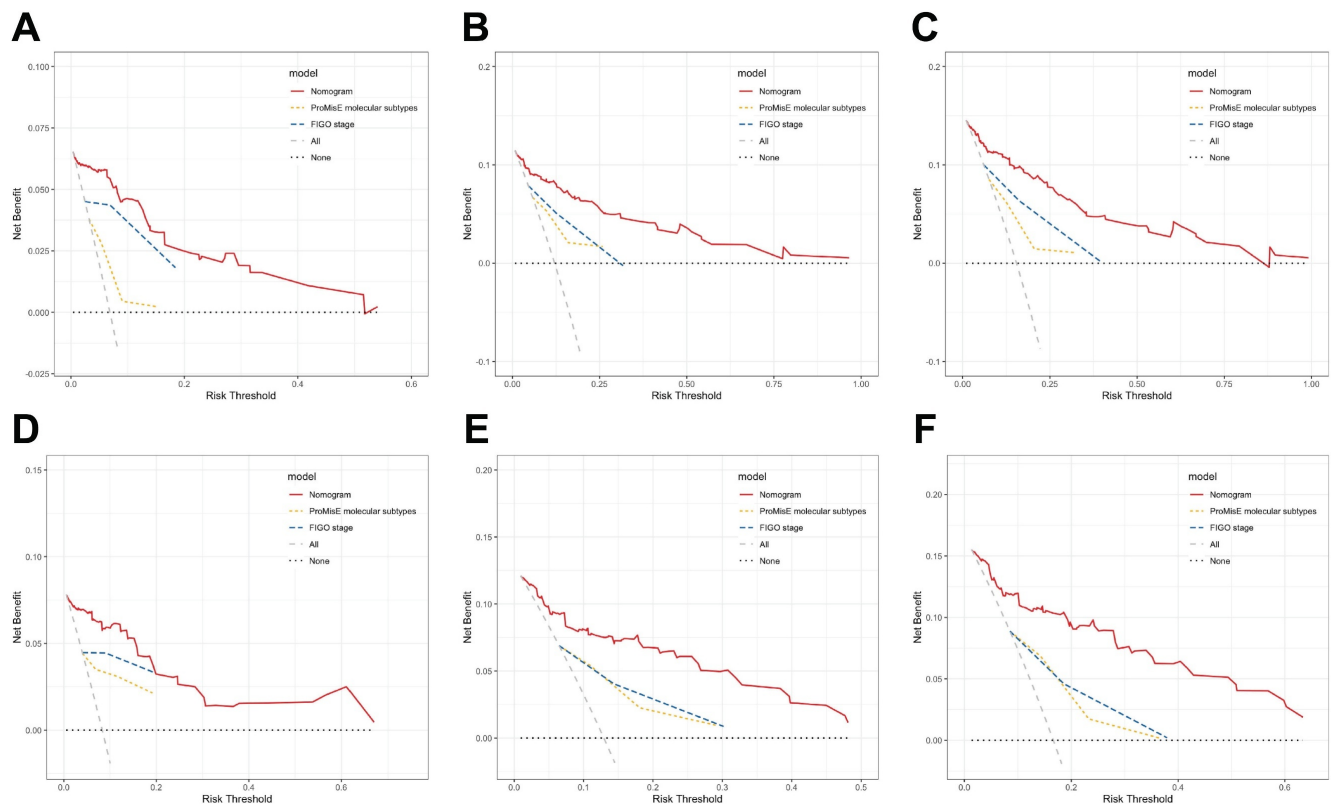 A
0.100
0.075
0.050
0.025
0.000
-0.025
Net Benefit
model
Nomogram
ProMisE molecular subtypes
FIGO stage
All
None
0.0 0.2 0.4 0.6
Risk Threshold
B
0.2
0.1
0.0
-0.1
Net Benefit
model
Nomogram
ProMisE molecular subtypes
FIGO stage
All
None
0.00 0.25 0.50 0.75 1.00
Risk Threshold
C
0.2
0.1
0.0
-0.1
Net Benefit
model
Nomogram
ProMisE molecular subtypes
FIGO stage
All
None
0.00 0.25 0.50 0.75 1.00
Risk Threshold
D
0.15
0.10
0.05
0.00
Net Benefit
model
Nomogram
ProMisE molecular subtypes
FIGO stage
All
None
0.0 0.2 0.4 0.6
Risk Threshold
E
0.20
0.15
0.10
0.05
0.00
Net Benefit
model
Nomogram
ProMisE molecular subtypes
FIGO stage
All
None
0.0 0.1 0.2 0.3 0.4 0.5
Risk Threshold
F
0.20
0.15
0.10
0.05
0.00
Net Benefit
model
Nomogram
ProMisE molecular subtypes
FIGO stage
All
None
0.0 0.2 0.4 0.6
Risk Threshold